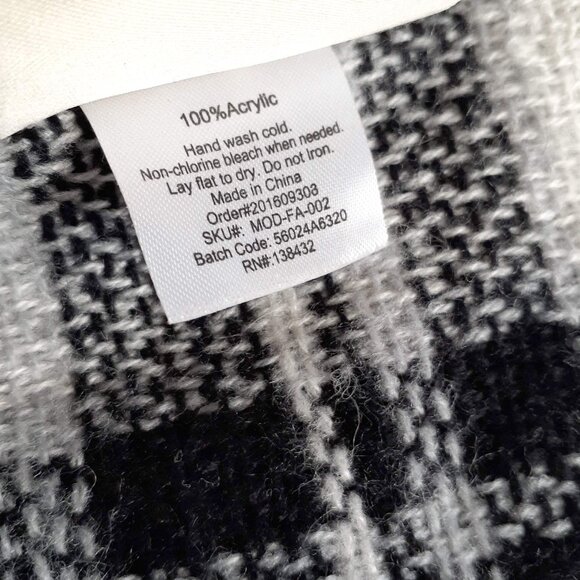 100%Acrylic
Hand wash cold.
Non-chlorine bleach when needed.
Lay flat to dry. Do not Iron.
Made in China
Order#201609308
SKU#: MOD-FA-002
Batch Code: 56024A6320
RN#:138432